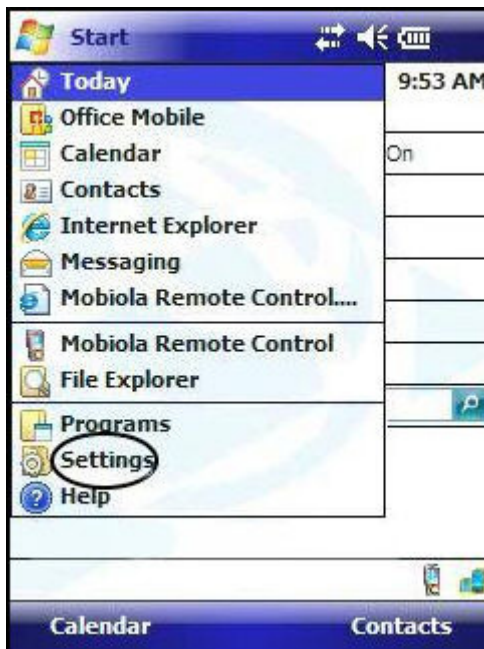 Start
Today
9:53 AM
Office Mobile
Calendar
On
Contacts
Internet Explorer
Messaging
Mobiola Remote Control....
Mobiola Remote Control
File Explorer
Programs
Settings
Help
Calendar
Contacts